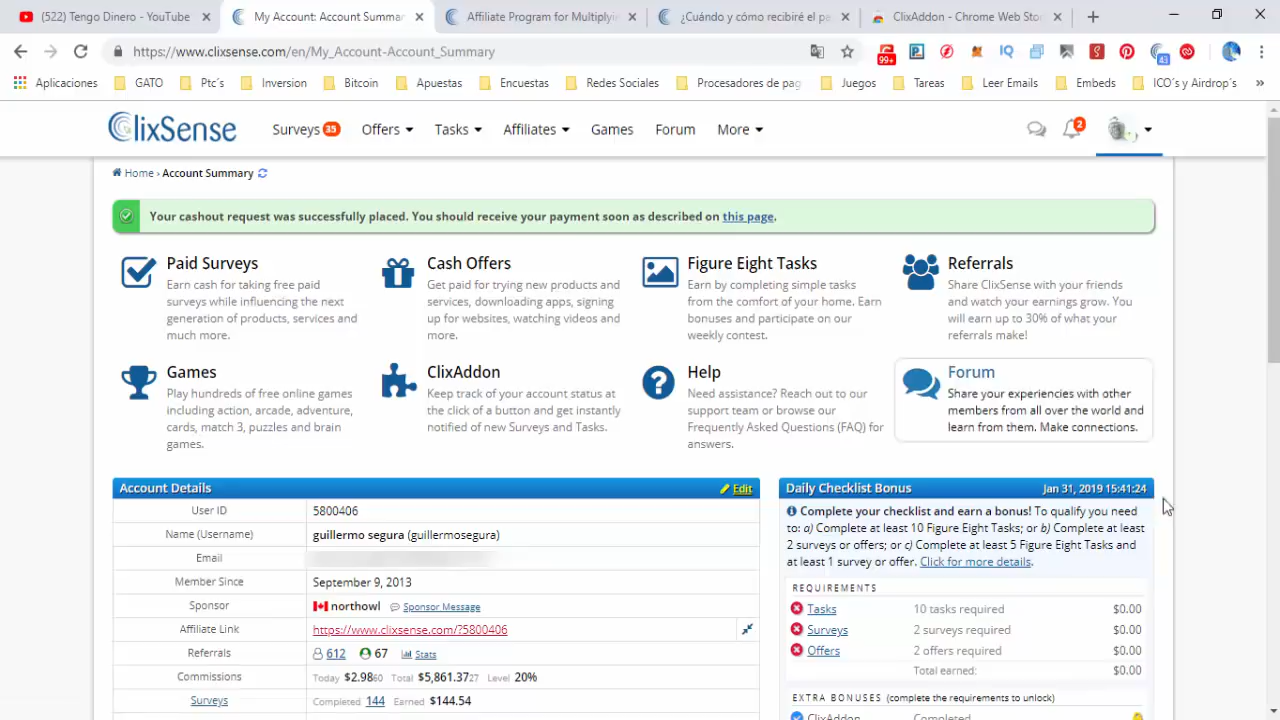 (522) Tengo Dinero - YouTube
My Account: Account Summar
Affiliate Program for Multiplyin
¿Cuándo y cómo recibiré el pa
ClixAddon - Chrome Web Stor
https://www.clixsense.com/en/My_Account-Account_Summary
99+
43
Aplicaciones
GATO
Ptc´s
Inversion
Bitcoin
Apuestas
Encuestas
Redes Sociales
Procesadores de pag
Juegos
Tareas
Leer Emails
Embeds
ICO´s y Airdrop´s
ClixSense
Surveys 35
Offers
Tasks
Affiliates
Games
Forum
More
2
Home › Account Summary
Your cashout request was successfully placed. You should receive your payment soon as described on this page.
Paid Surveys
Earn cash for taking free paid
surveys while influencing the next
generation of products, services and
much more.
Cash Offers
Get paid for trying new products and
services, downloading apps, signing
up for websites, watching videos and
more.
Figure Eight Tasks
Earn by completing simple tasks
from the comfort of your home. Earn
bonuses and participate on our
weekly contest.
Referrals
Share ClixSense with your friends
and watch your earnings grow. You
will earn up to 30% of what your
referrals make!
Games
Play hundreds of free online games
including action, arcade, adventure,
cards, match 3, puzzles and brain
games.
ClixAddon
Keep track of your account status at
the click of a button and get instantly
notified of new Surveys and Tasks.
Help
Need assistance? Reach out to our
support team or browse our
Frequently Asked Questions (FAQ) for
answers.
Forum
Share your experiences with other
members from all over the world and
learn from them. Make connections.
Account Details
Edit
User ID
5800406
Name (Username)
guillermo segura (guillermosegura)
Email
Member Since
September 9, 2013
Sponsor
northowl Sponsor Message
Affiliate Link
https://www.clixsense.com/?5800406
Referrals
612 67 Stats
Commissions
Today $2.9860 Total $5,861.3727 Level 20%
Surveys
Completed 144 Earned $144.54
Daily Checklist Bonus
Jan 31, 2019 15:41:24
Complete your checklist and earn a bonus! To qualify you need
to: a) Complete at least 10 Figure Eight Tasks; or b) Complete at least
2 surveys or offers; or c) Complete at least 5 Figure Eight Tasks and
at least 1 survey or offer. Click for more details.
REQUIREMENTS
Tasks 10 tasks required $0.00
Surveys 2 surveys required $0.00
Offers 2 offers required $0.00
Total earned: $0.00
EXTRA BONUSES (complete the requirements to unlock)
ClixAddon Completed